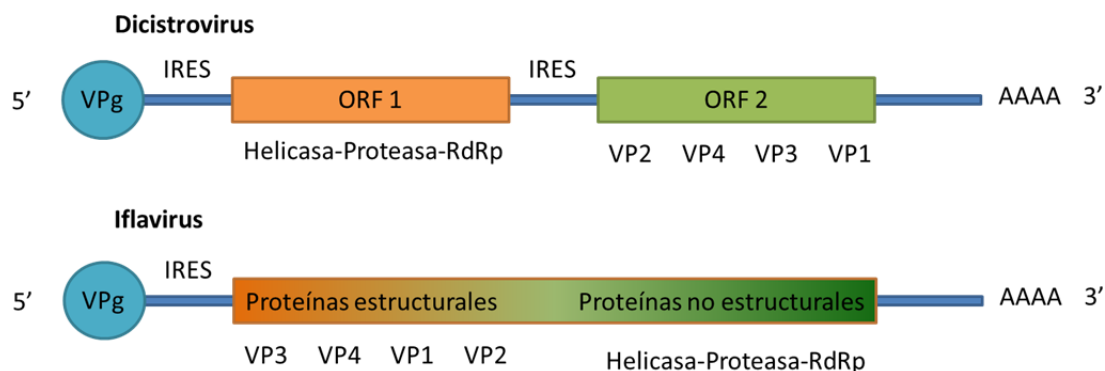 Dicistrovirus
IRES IRES
5’ VPg ORF 1 ORF 2 AAAA 3’
Helicasa-Proteasa-RdRp VP2 VP4 VP3 VP1
Iflavirus
IRES
5’ VPg Proteínas estructurales Proteínas no estructurales AAAA 3’
VP3 VP4 VP1 VP2 Helicasa-Proteasa-RdRp